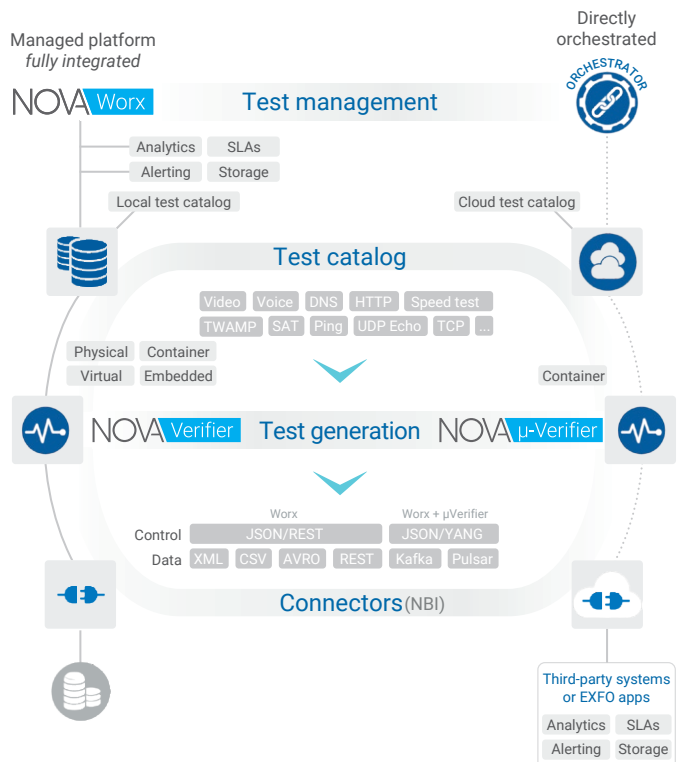 Managed platform
fully integrated
Directly
orchestrated
NOVA Worx
Test management
ORCHESTRATOR
Analytics
SLAs
Alerting
Storage
Local test catalog
Cloud test catalog
Test catalog
Video
Voice
DNS
HTTP
Speed test
TWAMP
SAT
Ping
UDP Echo
TCP
...
Physical
Container
Virtual
Embedded
Container
NOVA Verifier
Test generation
NOVA µ-Verifier
Worx
Worx + µVerifier
Control
JSON/REST
JSON/YANG
Data
XML
CSV
AVRO
REST
Kafka
Pulsar
Connectors (NBI)
Third-party systems
or EXFO apps
Analytics
SLAs
Alerting
Storage